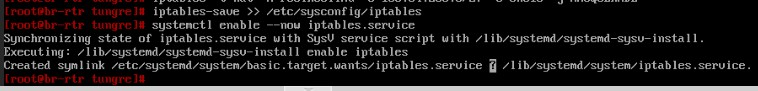 [root@br-rtr tungre]# iptables-save >> /etc/sysconfig/iptables
[root@br-rtr tungre]# systemctl enable --now iptables.service
Synchronizing state of iptables.service with SysV service script with /lib/systemd/systemd-sysv-install.
Executing: /lib/systemd/systemd-sysv-install enable iptables
Created symlink /etc/systemd/system/basic.target.wants/iptables.service ? /lib/systemd/system/iptables.service.
[root@br-rtr tungre]#